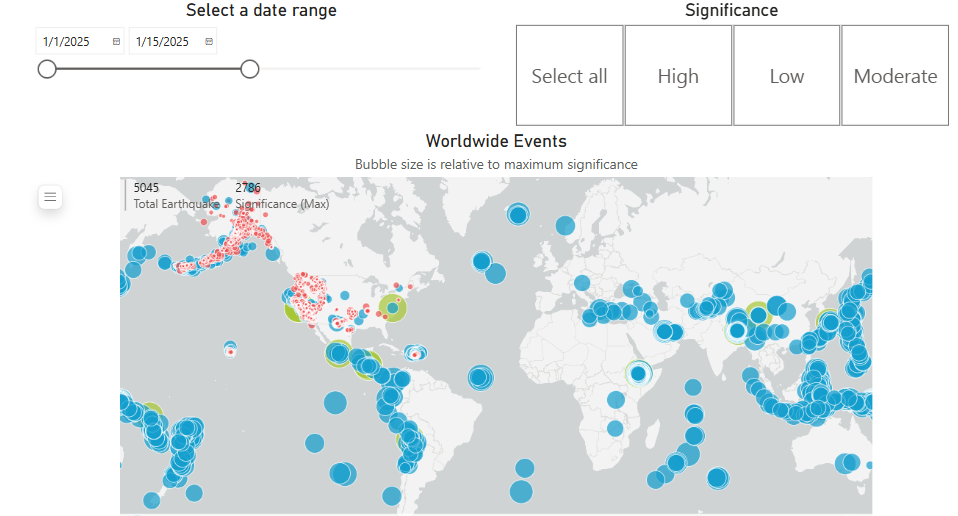 Select a date range
1/1/2025
1/15/2025
Significance
Select all
High
Low
Moderate
Worldwide Events
Bubble size is relative to maximum significance
5045
Total Earthquake
2786
Significance (Max)